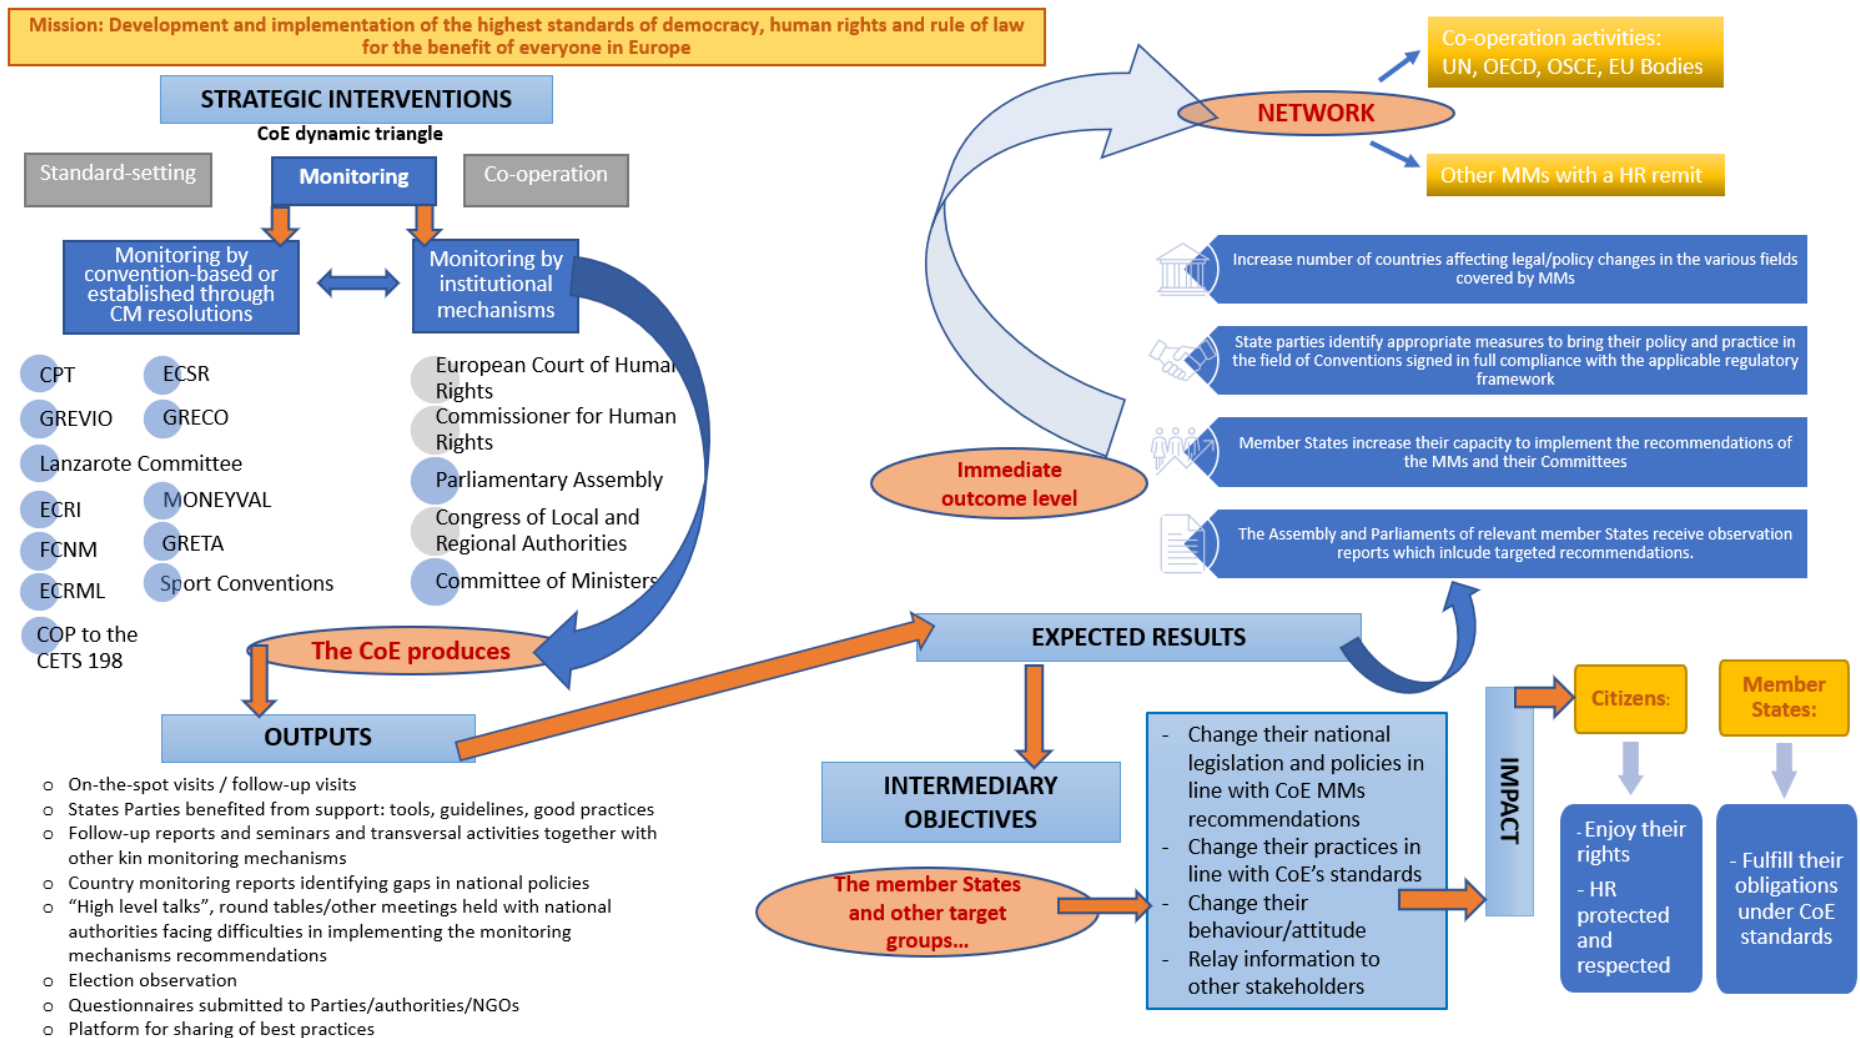 Mission: Development and implementation of the highest standards of democracy, human rights and rule of law
for the benefit of everyone in Europe
STRATEGIC INTERVENTIONS
CoE dynamic triangle
Standard-setting
Monitoring
Co-operation
Monitoring by
convention-based or
established through
CM resolutions
Monitoring by
institutional
mechanisms
CPT
GREVIO
Lanzarote Committee
ECRI
FCNM
ECRML
COP to the
CETS 198
ECSR
GRECO
MONEYVAL
GRETA
Sport Conventions
European Court of Human
Rights
Commissioner for Human
Rights
Parliamentary Assembly
Congress of Local and
Regional Authorities
Committee of Ministers
The CoE produces
OUTPUTS
o On-the-spot visits / follow-up visits
o States Parties benefited from support: tools, guidelines, good practices
o Follow-up reports and seminars and transversal activities together with
other kin monitoring mechanisms
o Country monitoring reports identifying gaps in national policies
o “High level talks”, round tables/other meetings held with national
authorities facing difficulties in implementing the monitoring
mechanisms recommendations
o Election observation
o Questionnaires submitted to Parties/authorities/NGOs
o Platform for sharing of best practices
NETWORK
Co-operation activities:
UN, OECD, OSCE, EU Bodies
Other MMs with a HR remit
Immediate
outcome level
Increase number of countries affecting legal/policy changes in the various fields
covered by MMs
State parties identify appropriate measures to bring their policy and practice in
the field of Conventions signed in full compliance with the applicable regulatory
framework
Member States increase their capacity to implement the recommendations of
the MMs and their Committees
The Assembly and Parliaments of relevant member States receive observation
reports which inlcude targeted recommendations.
EXPECTED RESULTS
INTERMEDIARY
OBJECTIVES
The member States
and other target
groups...
- Change their national
legislation and policies in
line with CoE MMs
recommendations
- Change their practices in
line with CoE’s standards
- Change their
behaviour/attitude
- Relay information to
other stakeholders
IMPACT
Citizens:
- Enjoy their
rights
- HR
protected
and
respected
Member
States:
- Fulfill their
obligations
under CoE
standards